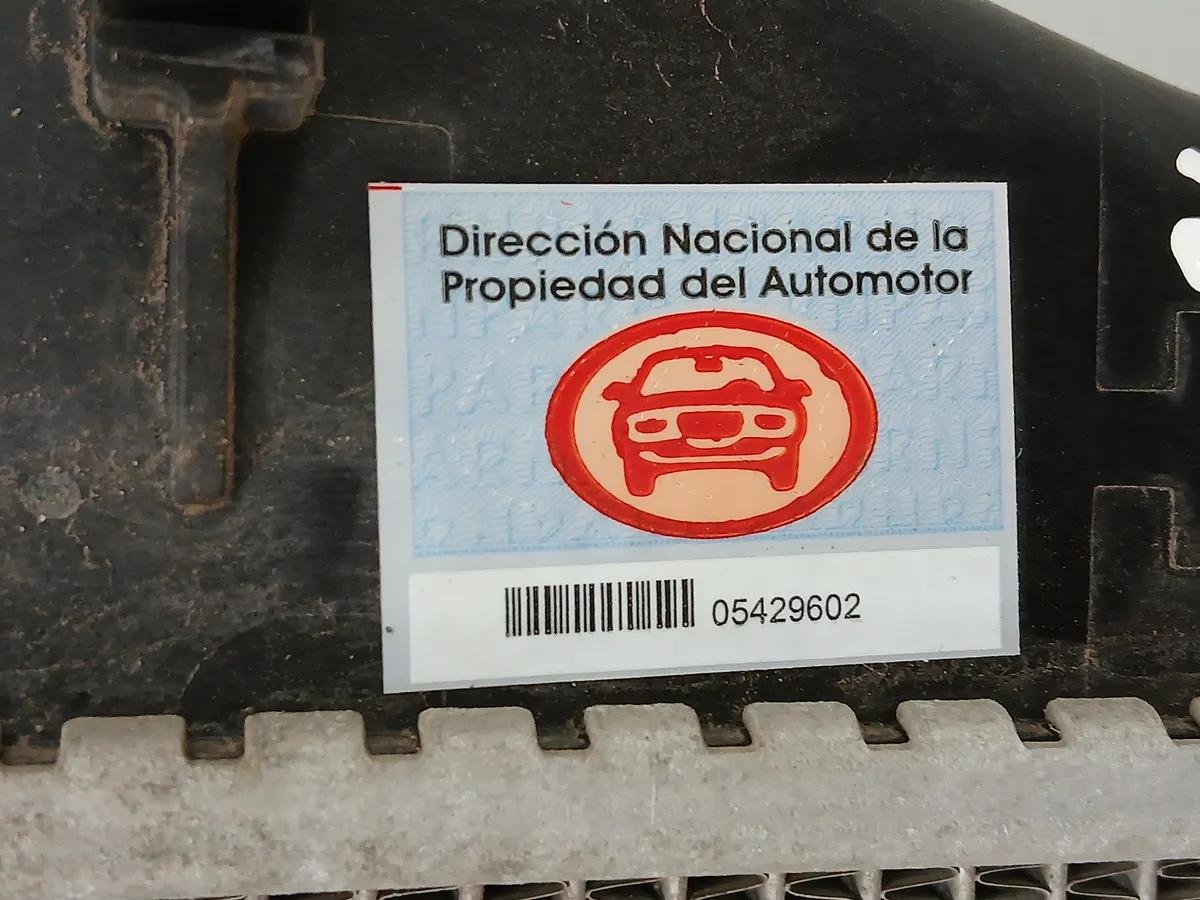 Dirección Nacional de la
Propiedad del Automotor
05429602